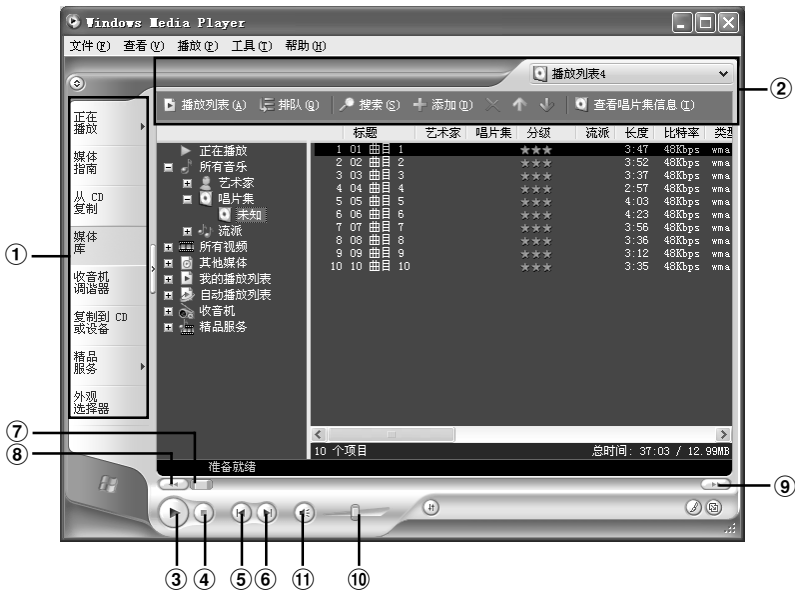 Windows Media Player
文件(F) 查看(V) 播放(P) 工具(T) 帮助(H)
播放列表4
播放列表(A) 排队(Q) 搜索(S) 添加(D) 查看唱片集信息(I)
正在
播放
媒体
指南
从 CD
复制
媒体
库
收音机
调谐器
复制到 CD
或设备
精品
服务
外观
选择器
正在播放
所有音乐
艺术家
唱片集
未知
流派
所有视频
其他媒体
我的播放列表
自动播放列表
收音机
精品服务
标题 艺术家 唱片集 分级 流派 长度 比特率 类型
1 01 曲目 1 ★★★ 3:47 48Kbps wma
2 02 曲目 2 ★★★ 3:52 48Kbps wma
3 03 曲目 3 ★★★ 3:37 48Kbps wma
4 04 曲目 4 ★★★ 2:57 48Kbps wma
5 05 曲目 5 ★★★ 4:03 48Kbps wma
6 06 曲目 6 ★★★ 4:23 48Kbps wma
7 07 曲目 7 ★★★ 3:56 48Kbps wma
8 08 曲目 8 ★★★ 3:36 48Kbps wma
9 09 曲目 9 ★★★ 3:12 48Kbps wma
10 10 曲目 10 ★★★ 3:35 48Kbps wma
10 个项目 总时间: 37:03 / 12.99MB
准备就绪
①
②
⑦
⑧
⑨
③ ④ ⑤ ⑥ ⑪ ⑩